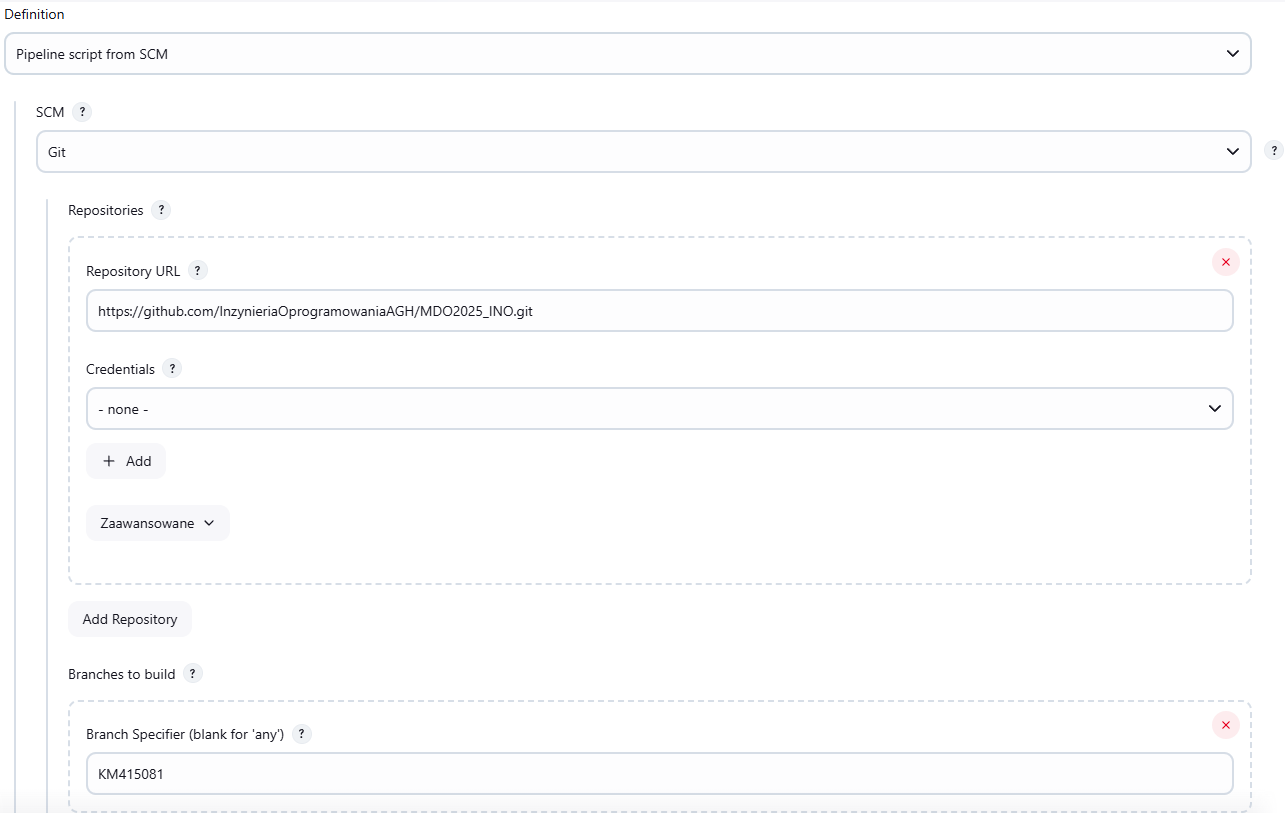 Definition
Pipeline script from SCM
SCM ?
Git
?
Repositories ?
Repository URL ?
https://github.com/InzynieriaOprogramowaniaAGH/MDO2025_INO.git
Credentials ?
- none -
+ Add
Zaawansowane
Add Repository
Branches to build ?
Branch Specifier (blank for 'any') ?
KM415081